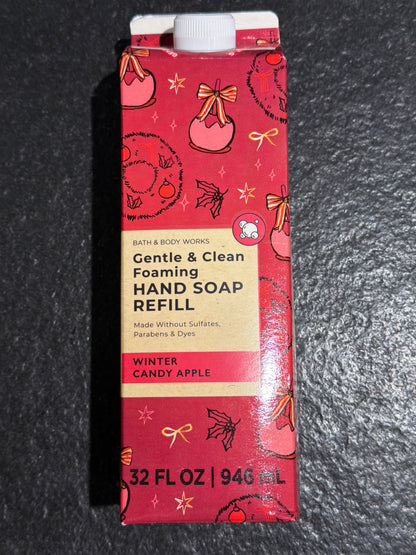 BATH & BODY WORKS
Gentle & Clean
Foaming
HAND SOAP
REFILL
Made Without Sulfates,
Parabens & Dyes
WINTER
CANDY APPLE
32 FL OZ | 946 mL